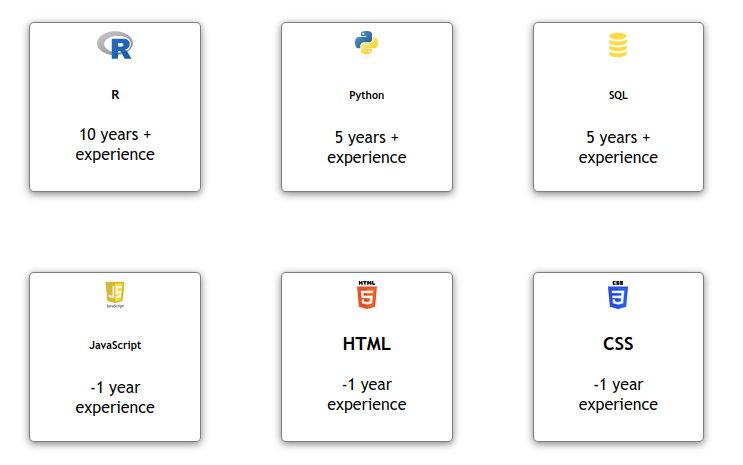 R
10 years +
experience
Python
5 years +
experience
SQL
5 years +
experience
JS
JavaScript
JavaScript
-1 year
experience
HTML
5
HTML
-1 year
experience
CSS
3
CSS
-1 year
experience